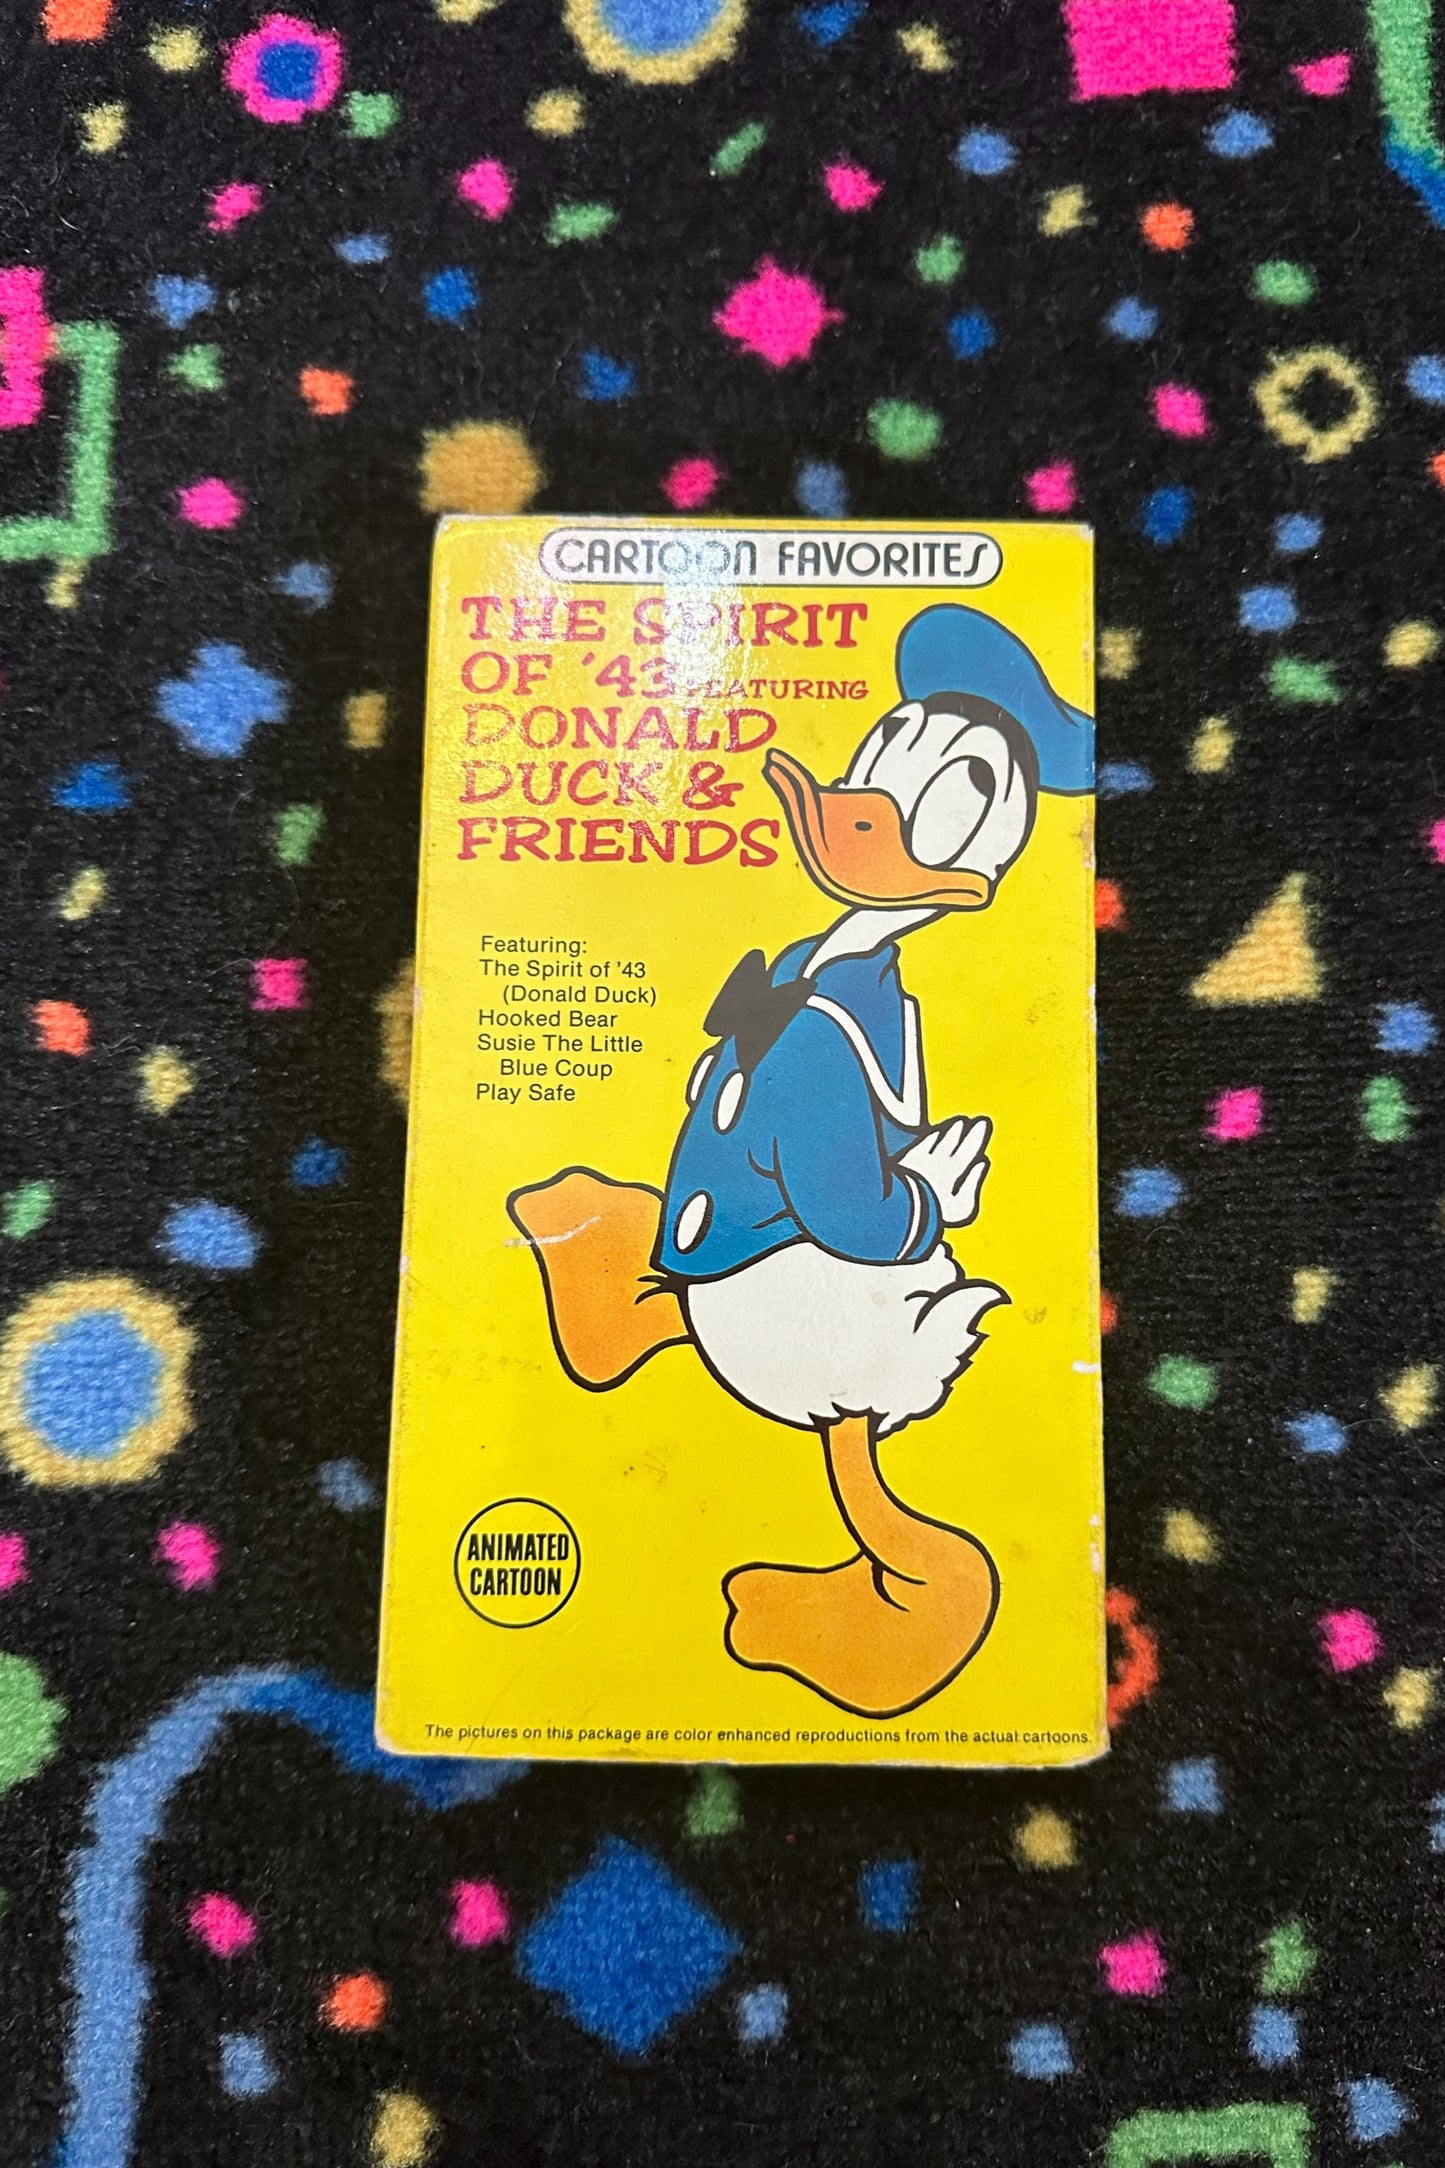 CARTOON FAVORITES
THE SPIRIT
OF '43 FEATURING
DONALD
DUCK &
FRIENDS
Featuring:
The Spirit of '43
(Donald Duck)
Hooked Bear
Susie The Little
Blue Coup
Play Safe
ANIMATED
CARTOON
The pictures on this package are color enhanced reproductions from the actual cartoons.